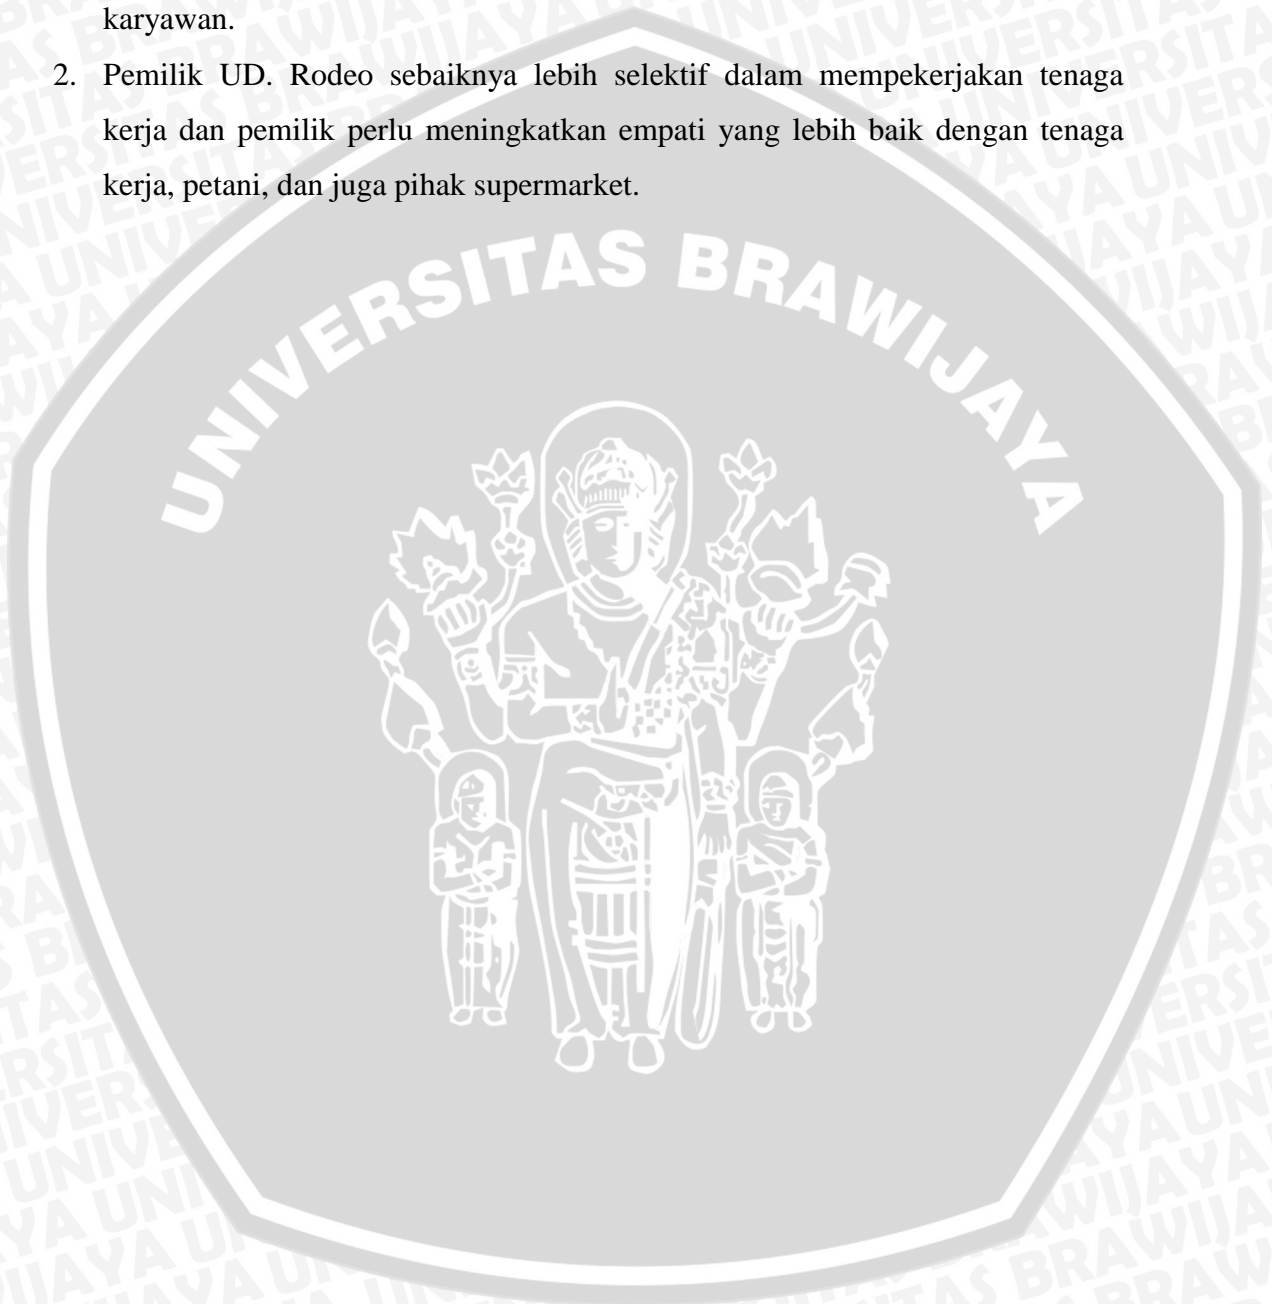 karyawan.
2. Pemilik UD. Rodeo sebaiknya lebih selektif dalam mempekerjakan tenaga
kerja dan pemilik perlu meningkatkan empati yang lebih baik dengan tenaga
kerja, petani, dan juga pihak supermarket.
UNIVERSITAS BRAWIJAYA